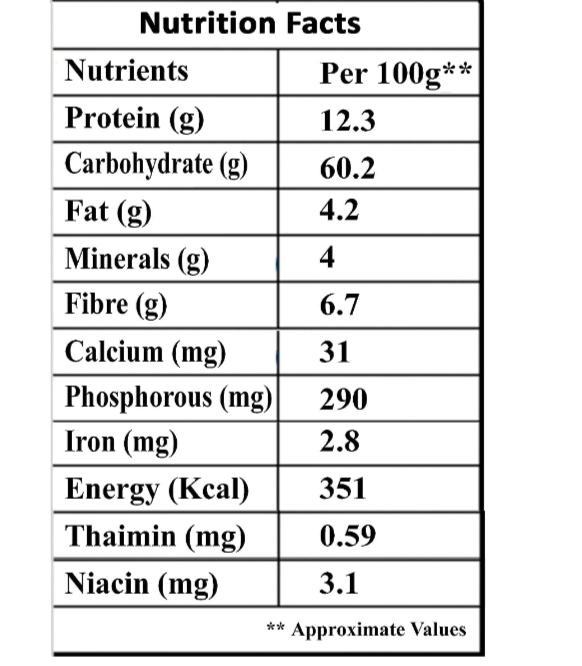 Nutrition Facts
Nutrients Per 100g**
Protein (g) 12.3
Carbohydrate (g) 60.2
Fat (g) 4.2
Minerals (g) 4
Fibre (g) 6.7
Calcium (mg) 31
Phosphorous (mg) 290
Iron (mg) 2.8
Energy (Kcal) 351
Thaimin (mg) 0.59
Niacin (mg) 3.1
** Approximate Values